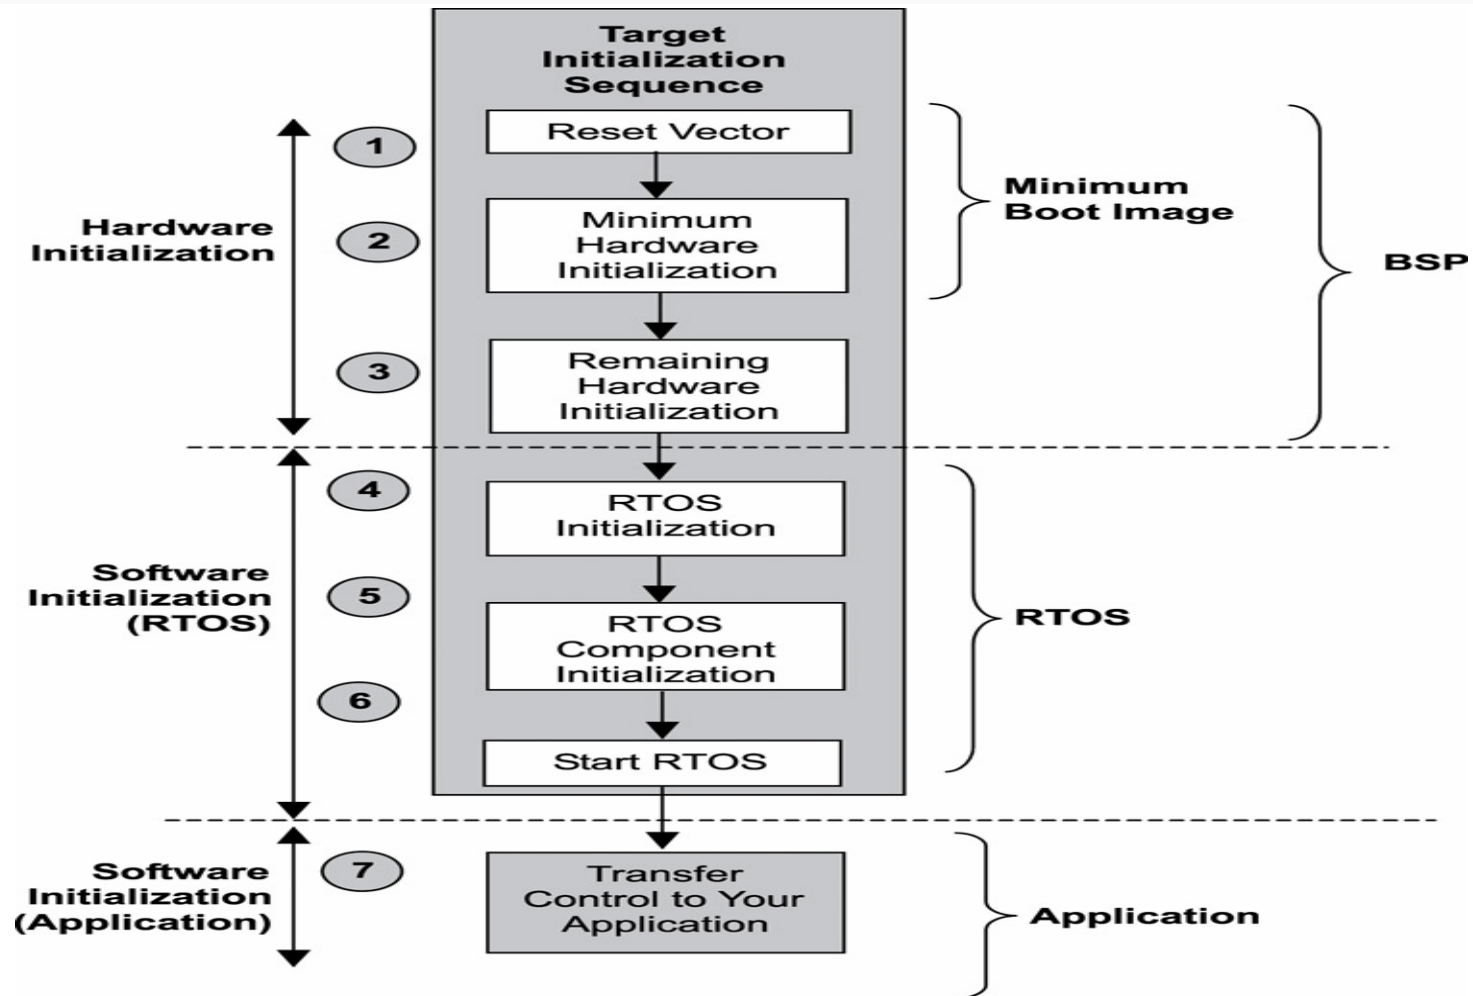 Target
Initialization
Sequence
1
Reset Vector
Minimum
Boot Image
Hardware
Initialization
2
Minimum
Hardware
Initialization
BSP
3
Remaining
Hardware
Initialization
4
RTOS
Initialization
Software
Initialization
(RTOS)
5
RTOS
Component
Initialization
RTOS
6
Start RTOS
Software
Initialization
(Application)
7
Transfer
Control to Your
Application
Application